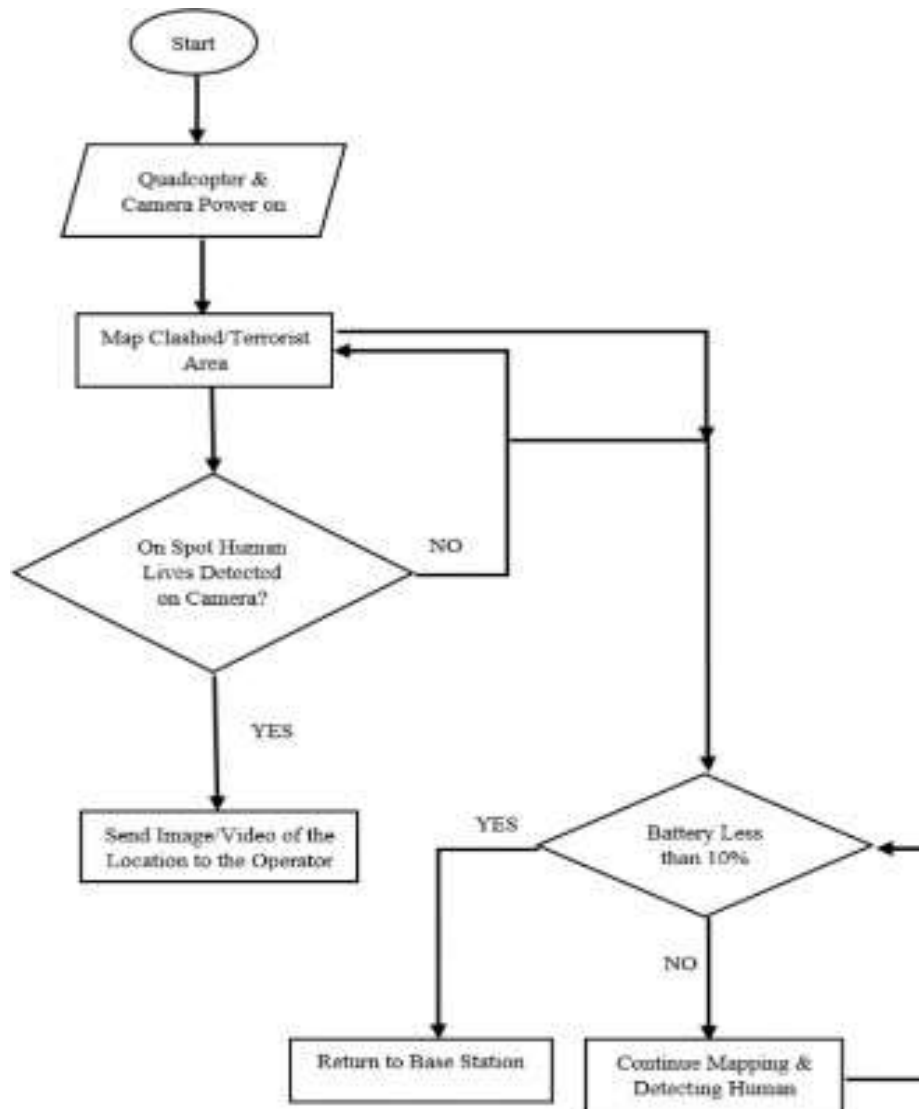 Start
Quadcopter &
Camera Power on
Map Clashed/Terrorist
Area
On Spot Human
Lives Detected
on Camera?
NO
YES
Send Image/Video of the
Location to the Operator
YES
Battery Less
than 10%
NO
Return to Base Station
Continue Mapping &
Detecting Human